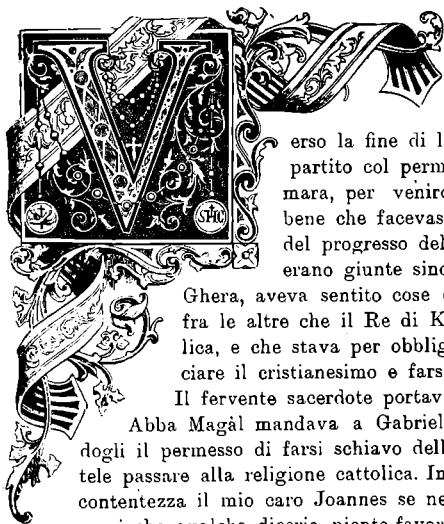 Verso la fine di l
partito col perm
mara, per venir
bene che faceva
del progresso del
erano giunte sino
Ghera, aveva sentito cose
fra le altre che il Re di K
lica, e che stava per obblig
ciare il cristianesimo e fars
Il fervente sacerdote portav
Abba Magàl mandava a Gabriel
dogli il permesso di farsi schiavo dell
tele passare alla religione cattolica. In
contentezza il mio caro Joannes se ne